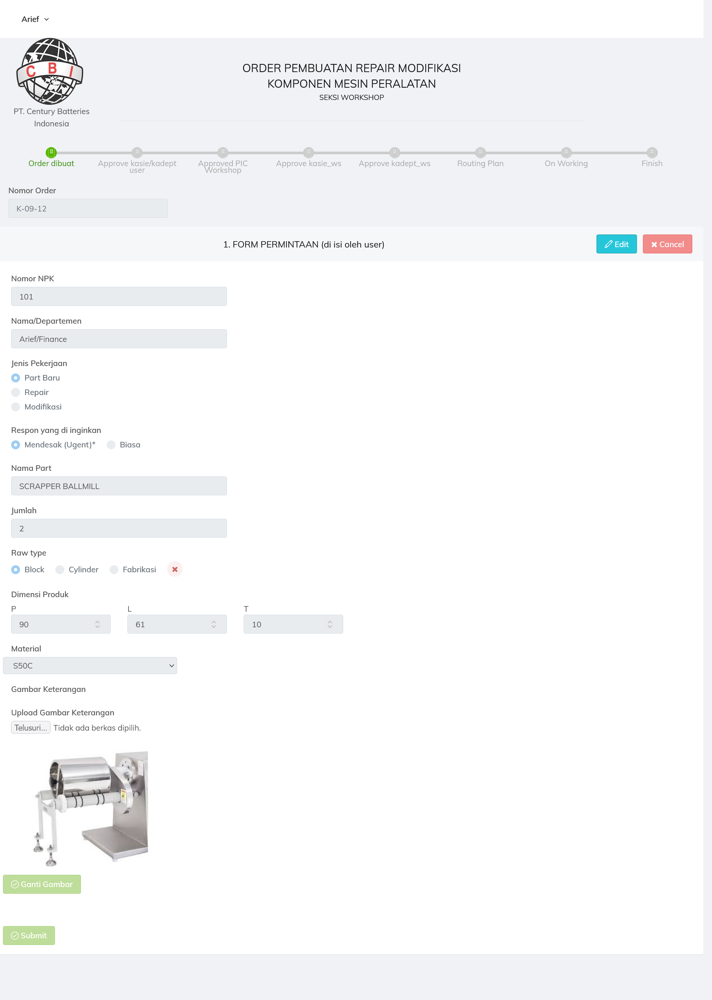 Arief
C B I
PT. Century Batteries
Indonesia
ORDER PEMBUATAN REPAIR MODIFIKASI
KOMPONEN MESIN PERALATAN
SEKSI WORKSHOP
Order dibuat
Approve kasie/kadept
user
Approved PIC
Workshop
Approve kasie_ws
Approve kadept_ws
Routing Plan
On Working
Finish
Nomor Order
K-09-12
1. FORM PERMINTAAN (di isi oleh user)
Edit
Cancel
Nomor NPK
101
Nama/Departemen
Arief/Finance
Jenis Pekerjaan
Part Baru
Repair
Modifikasi
Respon yang di inginkan
Mendesak (Ugent)* Biasa
Nama Part
SCRAPPER BALLMILL
Jumlah
2
Raw type
Block Cylinder Fabrikasi
Dimensi Produk
P L T
90 61 10
Material
S50C
Gambar Keterangan
Upload Gambar Keterangan
Telusuri... Tidak ada berkas dipilih.
Ganti Gambar
Submit